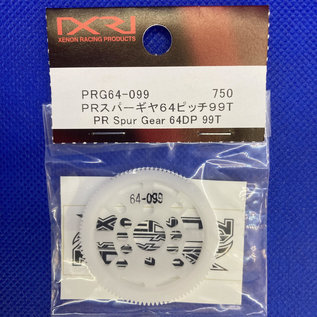 XENON RACING PRODUCTS
PRG64-099 750
PRスパーギヤ64ピッチ99T
PR Spur Gear 64DP 99T
64-099